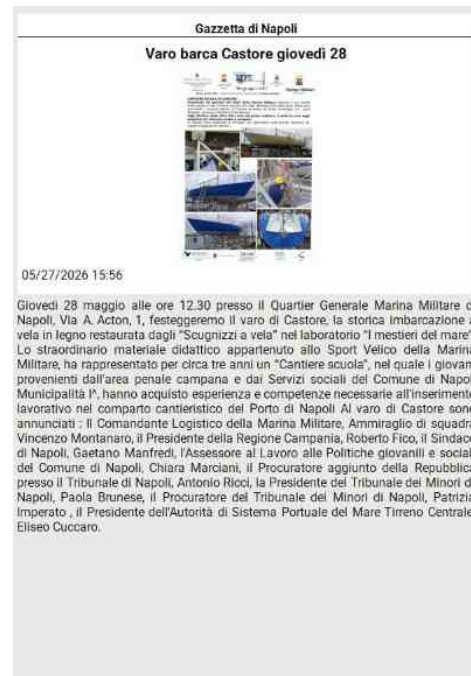 Gazzetta di Napoli
Varo barca Castore giovedì 28
05/27/2026 15:56
Giovedì 28 maggio alle ore 12.30 presso il Quartier Generale Marina Militare d
Napoli, Via A. Acton, 1, festeggeremo il varo di Castore, la storica imbarcazione a
vela in legno restaurata dagli "Scugnizzi a vela" nel laboratorio "I mestieri del mare"
Lo straordinario materiale didattico appartenuto allo Sport Velico della Marina
Militare, ha rappresentato per circa tre anni un "Cantiere scuola", nel quale i giovan
provenienti dall'area penale campana e dai Servizi sociali del Comune di Napol
Municipalità I^, hanno acquisto esperienza e competenze necessarie all'inserimento
lavorativo nel comparto cantieristico del Porto di Napoli Al varo di Castore sono
annunciati : Il Comandante Logistico della Marina Militare, Ammiraglio di squadra
Vincenzo Montanaro, il Presidente della Regione Campania, Roberto Fico, il Sindaco
di Napoli, Gaetano Manfredi, l'Assessore al Lavoro alle Politiche giovanili e sociali
del Comune di Napoli, Chiara Marciani, il Procuratore aggiunto della Repubblica
presso il Tribunale di Napoli, Antonio Ricci, la Presidente del Tribunale dei Minori d
Napoli, Paola Brunese, il Procuratore del Tribunale dei Minori di Napoli, Patrizia
Imperato , il Presidente dell'Autorità di Sistema Portuale del Mare Tirreno Centrale
Eliseo Cuccaro.